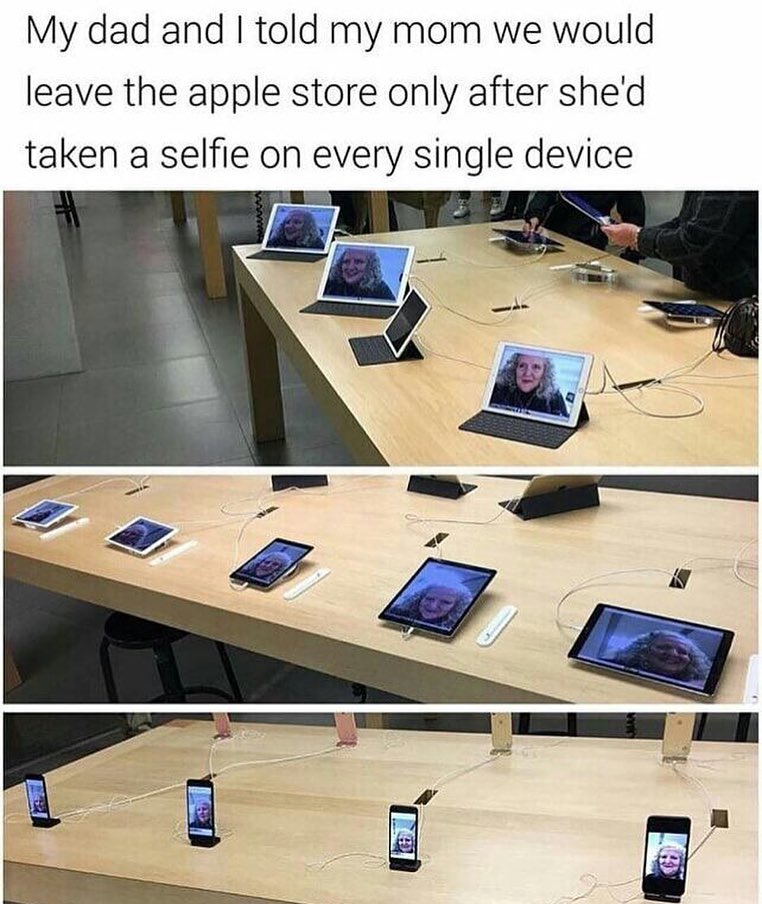 My dad and I told my mom we would
leave the apple store only after she'd
taken a selfie on every single device